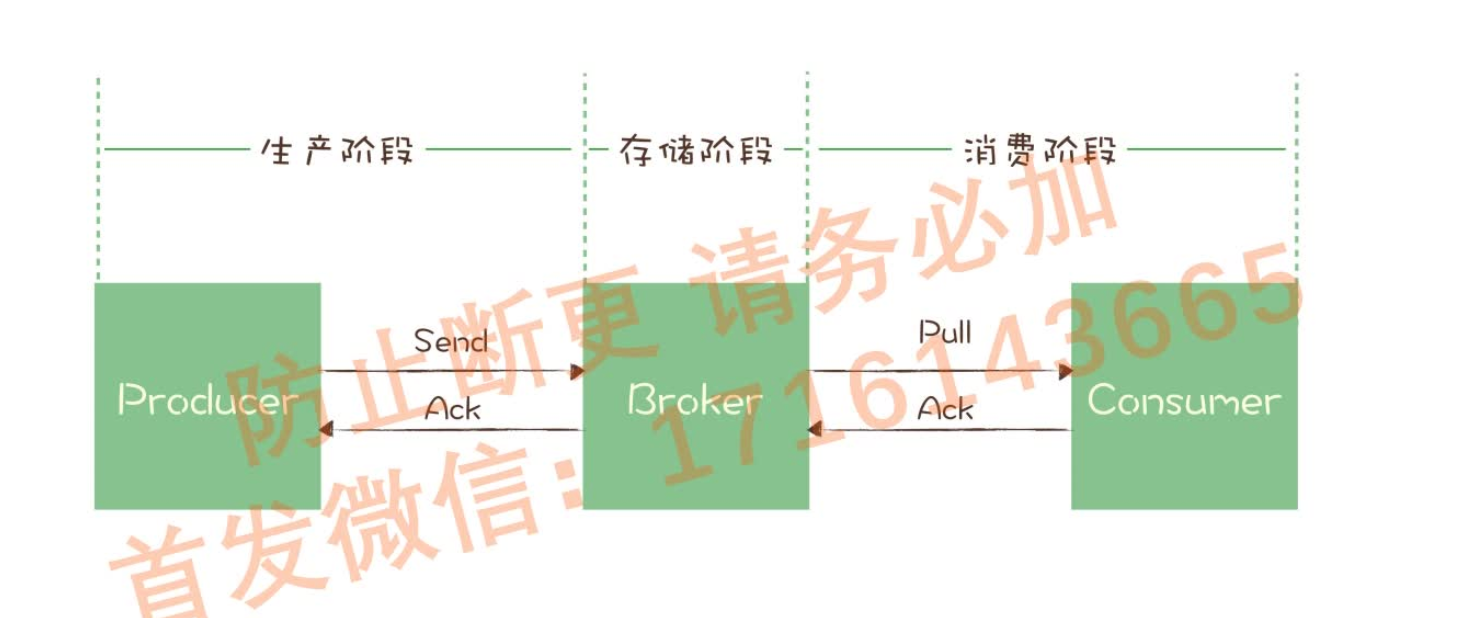 生产阶段 存储阶段 消费阶段
Send Pull
Producer Broker Consumer
Ack Ack
防止断更 请务必加
首发微信：1716143665